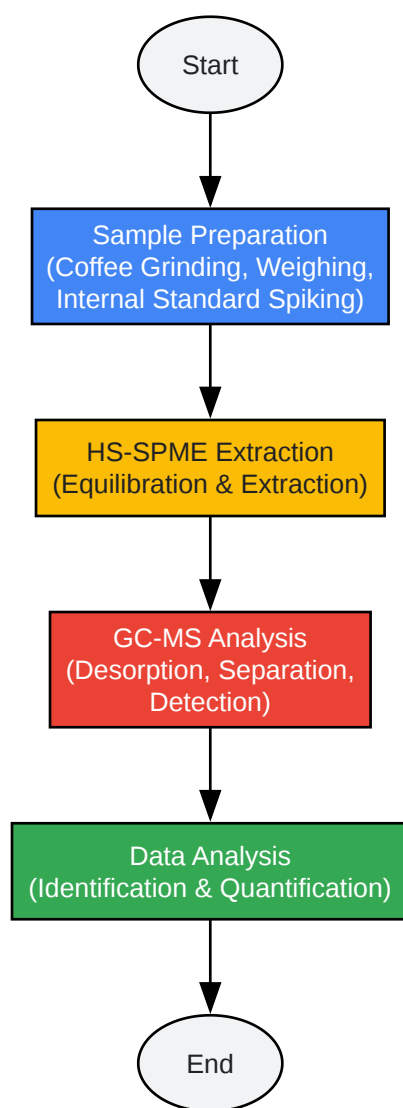 Start
Sample Preparation
(Coffee Grinding, Weighing,
Internal Standard Spiking)
HS-SPME Extraction
(Equilibration & Extraction)
GC-MS Analysis
(Desorption, Separation,
Detection)
Data Analysis
(Identification & Quantification)
End